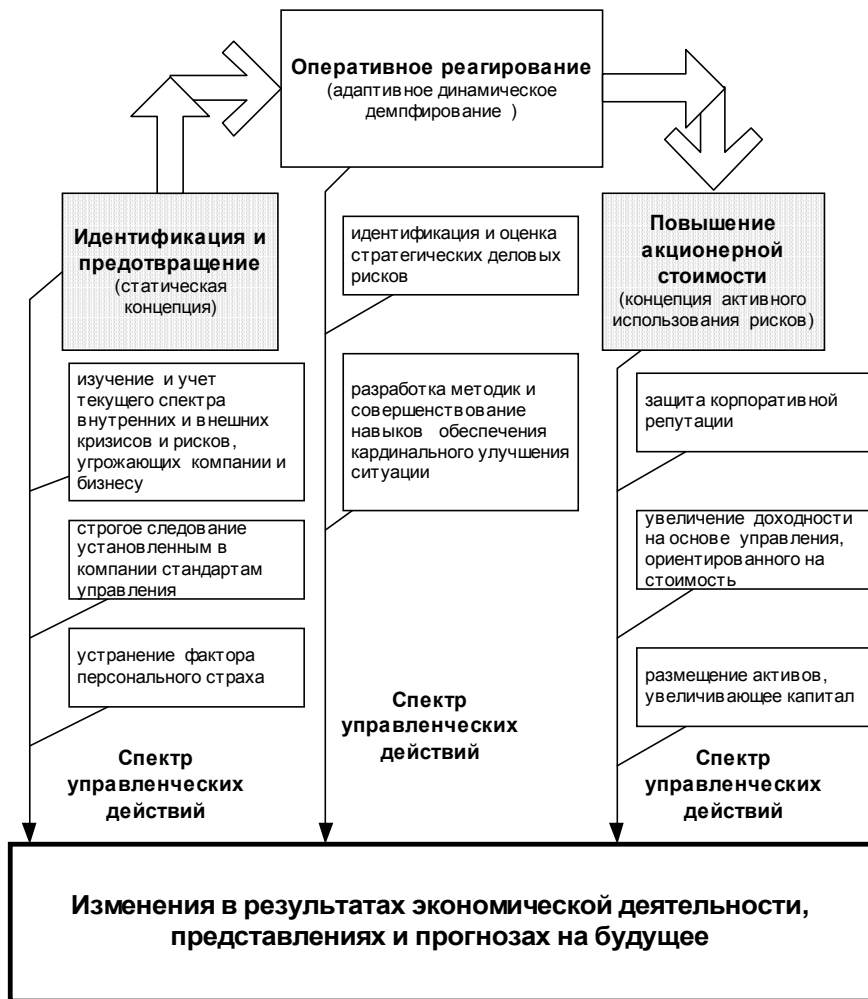 Оперативное реагирование
(адаптивное динамическое
демпфирование )
Идентификация и
предотвращение
(статическая
концепция)
изучение и учет
текущего спектра
внутренних и внешних
кризисов и рисков,
угрожающих компании и
бизнесу
строгое следование
установленным в
компании стандартам
управления
устранение фактора
персонального страха
Спектр
управленческих
действий
идентификация и оценка
стратегических деловых
рисков
разработка методик и
совершенствование
навыков обеспечения
кардинального улучшения
ситуации
Спектр
управленческих
действий
Повышение
акционерной
стоимости
(концепция активного
использования рисков)
защита корпоративной
репутации
увеличение доходности
на основе управления,
ориентированного на
стоимость
размещение активов,
увеличивающее капитал
Спектр
управленческих
действий
Изменения в результатах экономической деятельности,
представлениях и прогнозах на будущее